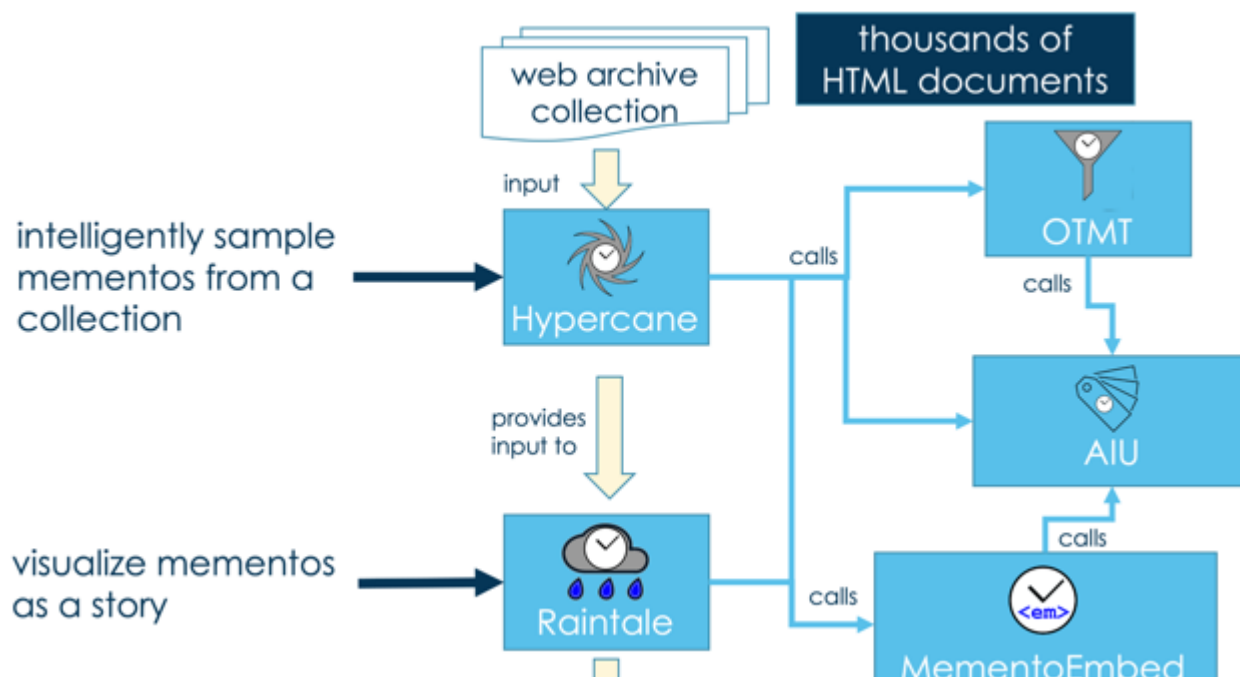 web archive
collection
thousands of
HTML documents
input
intelligently sample
mementos from a
collection
Hypercane
calls
OTMT
calls
AIU
provides
input to
visualize mementos
as a story
Raintale
calls
calls
<em>
MementoEmbed